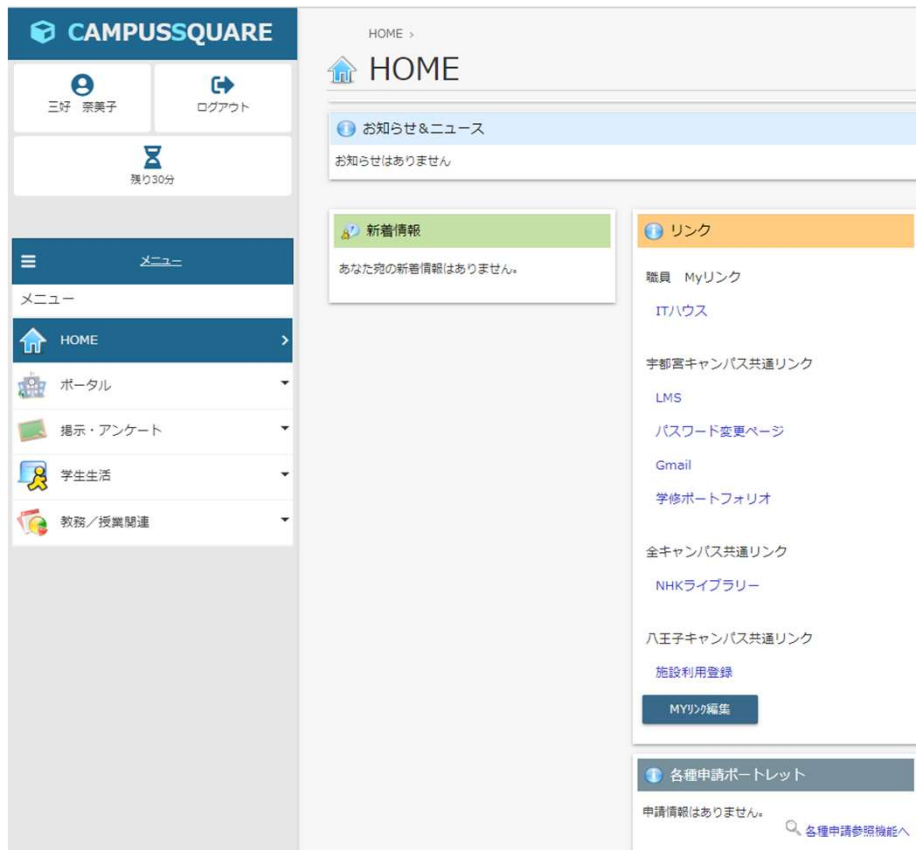 CAMPUSSQUARE
三好　奈美子
ログアウト
残り30分
メニュー
メニュー
HOME
ポータル
掲示・アンケート
学生生活
教務／授業関連
HOME ›
HOME
お知らせ＆ニュース
お知らせはありません
新着情報
あなた宛の新着情報はありません。
リンク
職員　Myリンク
ITハウス
宇都宮キャンパス共通リンク
LMS
パスワード変更ページ
Gmail
学修ポートフォリオ
全キャンパス共通リンク
NHKライブラリー
八王子キャンパス共通リンク
施設利用登録
MYﾘﾝｸ編集
各種申請ポートレット
申請情報はありません。
各種申請参照機能へ